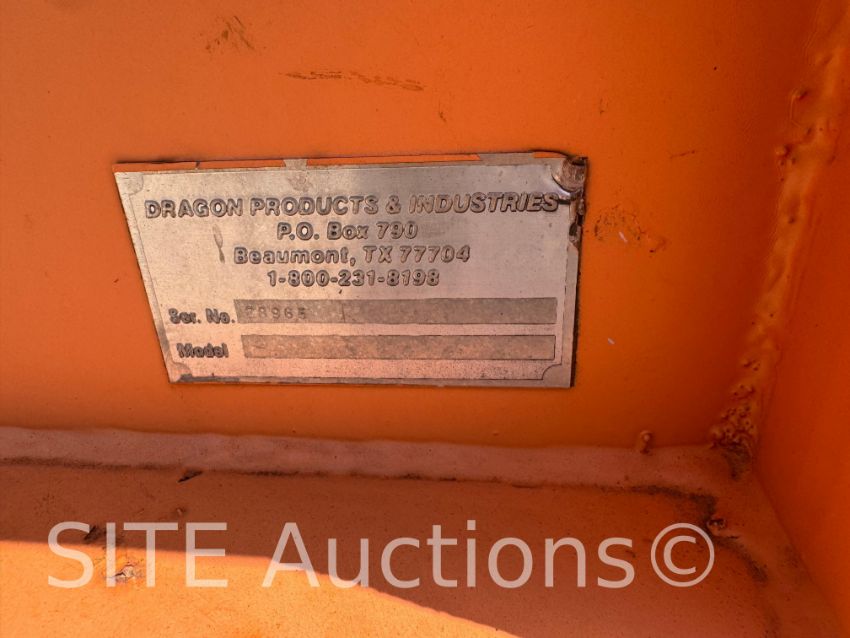 DRAGON PRODUCTS & INDUSTRIES
P.O. Box 790
Beaumont, TX 77704
1-800-231-8198
Ser. No.
Model
SITE Auctions©